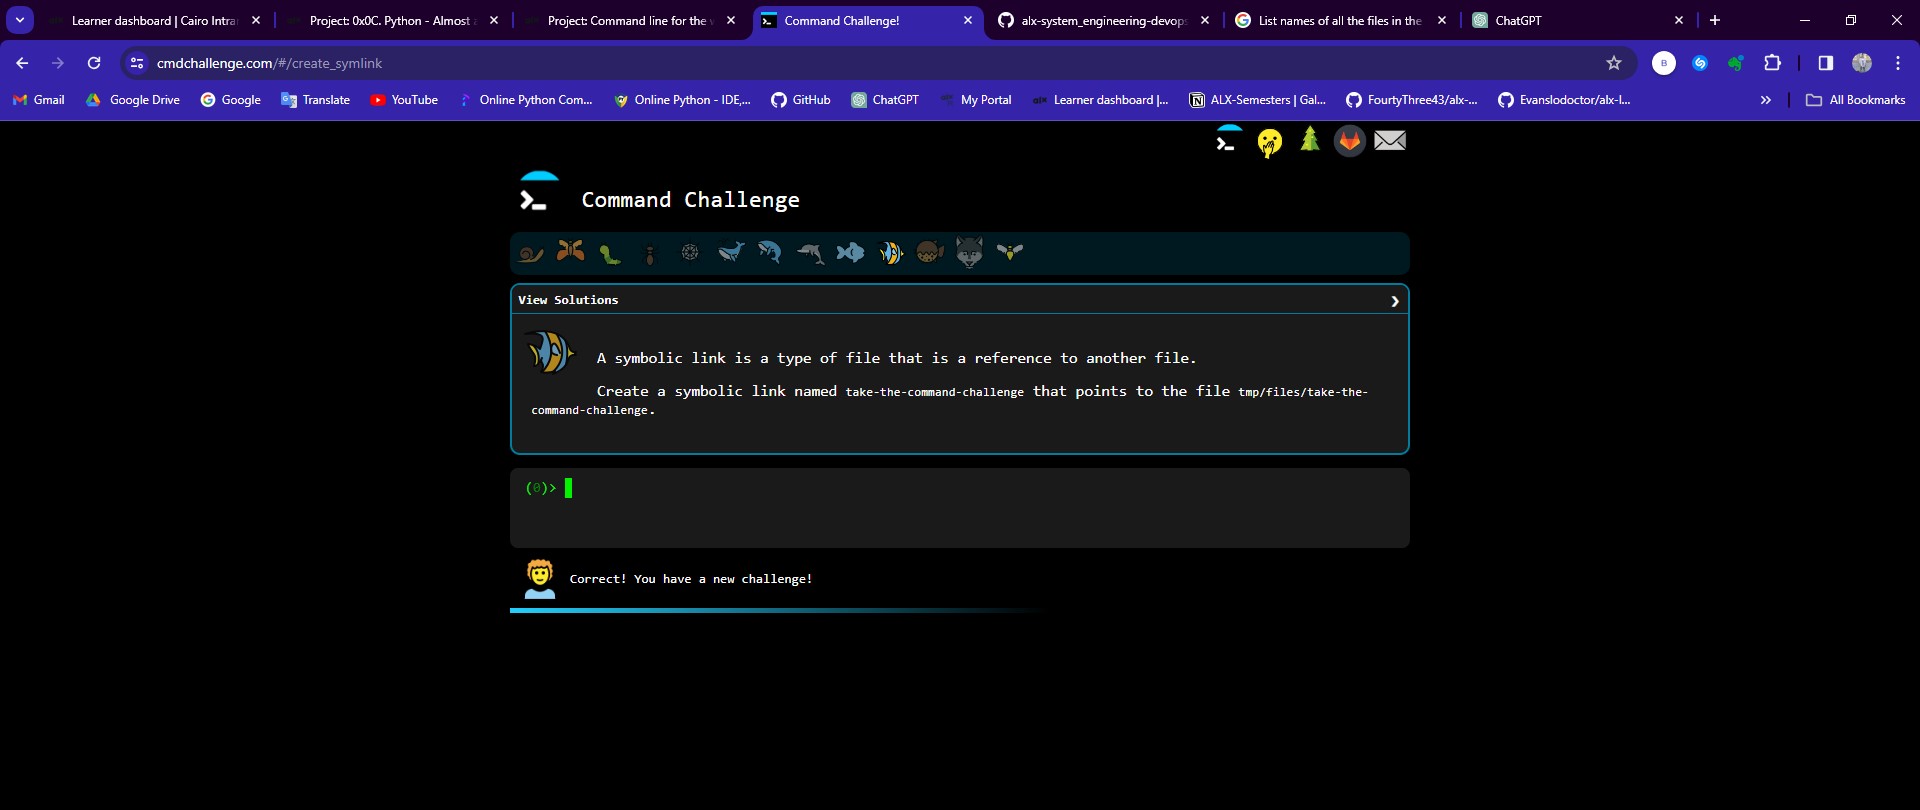 Learner dashboard | Cairo Intra
Project: 0x0C. Python - Almost a
Project: Command line for the w
Command Challenge!
alx-system_engineering-devops
List names of all the files in the
ChatGPT
cmdchallenge.com/#/create_symlink
B
Gmail
Google Drive
Google
Translate
YouTube
Online Python Com...
Online Python - IDE,...
GitHub
ChatGPT
My Portal
Learner dashboard |...
ALX-Semesters | Gal...
FourtyThree43/alx-...
Evanslodoctor/alx-l...
All Bookmarks
Command Challenge
View Solutions
A symbolic link is a type of file that is a reference to another file.
Create a symbolic link named take-the-command-challenge that points to the file tmp/files/take-the-
command-challenge.
(0)>
Correct! You have a new challenge!